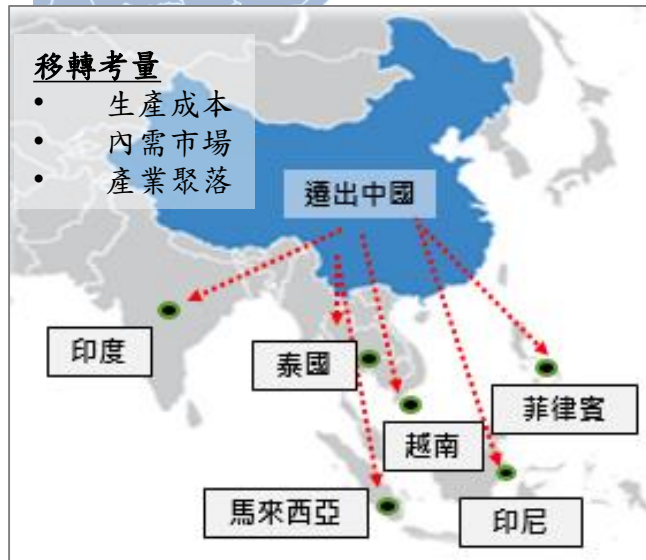 移轉考量
• 生產成本
• 內需市場
• 產業聚落
遷出中國
印度
泰國
菲律賓
越南
馬來西亞
印尼